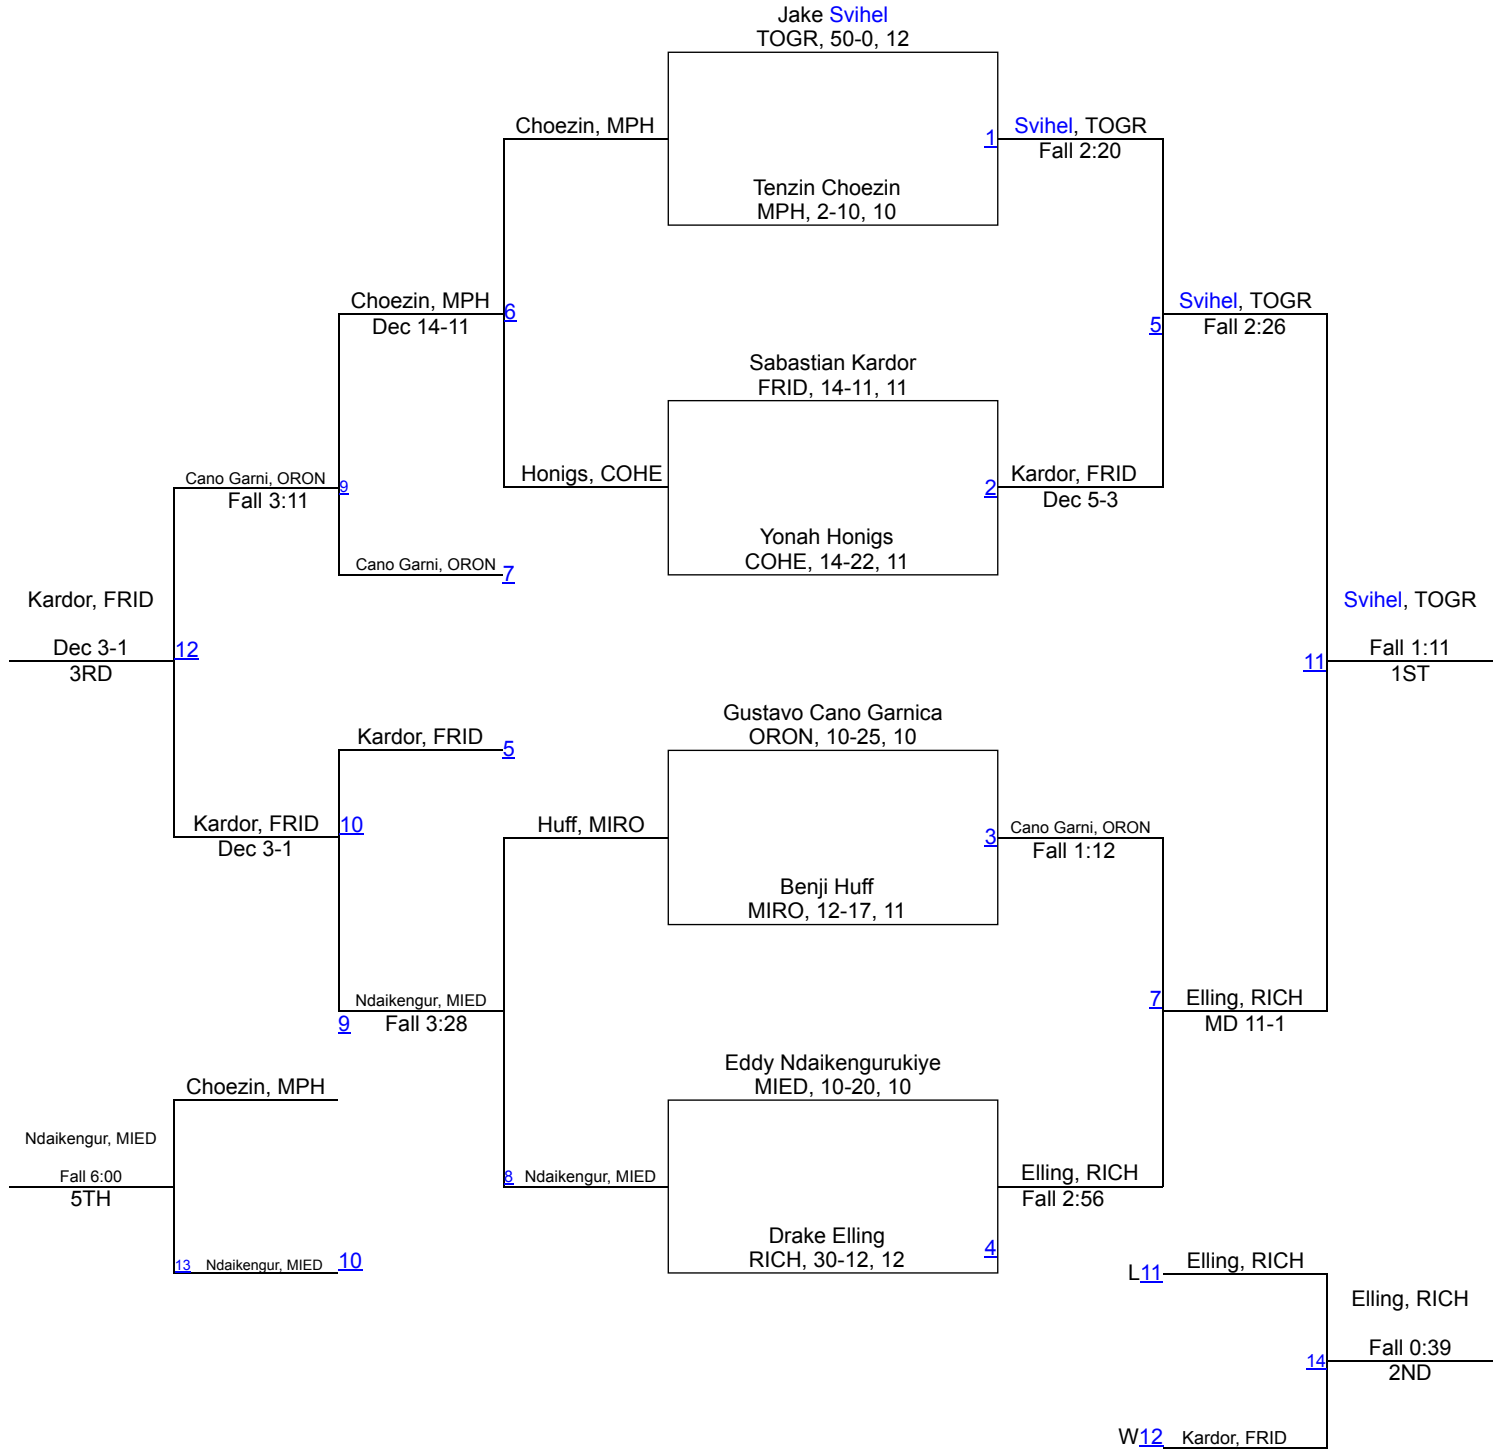 Jake Svihel
TOGR, 50-0, 12
Choezin, MPH
1
Svihel, TOGR
Fall 2:20
Tenzin Choezin
MPH, 2-10, 10
Choezin, MPH
Dec 14-11
6
5
Svihel, TOGR
Fall 2:26
Sabastian Kardor
FRID, 14-11, 11
Cano Garni, ORON
Fall 3:11
9
Honigs, COHE
2
Kardor, FRID
Dec 5-3
Yonah Honigs
COHE, 14-22, 11
Cano Garni, ORON
7
Kardor, FRID
Dec 3-1
3RD
12
Svihel, TOGR
11
Fall 1:11
1ST
Gustavo Cano Garnica
ORON, 10-25, 10
Kardor, FRID
5
Kardor, FRID
Dec 3-1
10
Huff, MIRO
3
Cano Garni, ORON
Fall 1:12
Benji Huff
MIRO, 12-17, 11
Ndaikengur, MIED
9
Fall 3:28
7
Elling, RICH
MD 11-1
Eddy Ndaikengurukiye
MIED, 10-20, 10
Choezin, MPH
Ndaikengur, MIED
Fall 6:00
5TH
8
Ndaikengur, MIED
Elling, RICH
Fall 2:56
Drake Elling
RICH, 30-12, 12
4
13
Ndaikengur, MIED
10
L11
Elling, RICH
Elling, RICH
14
Fall 0:39
2ND
W12
Kardor, FRID